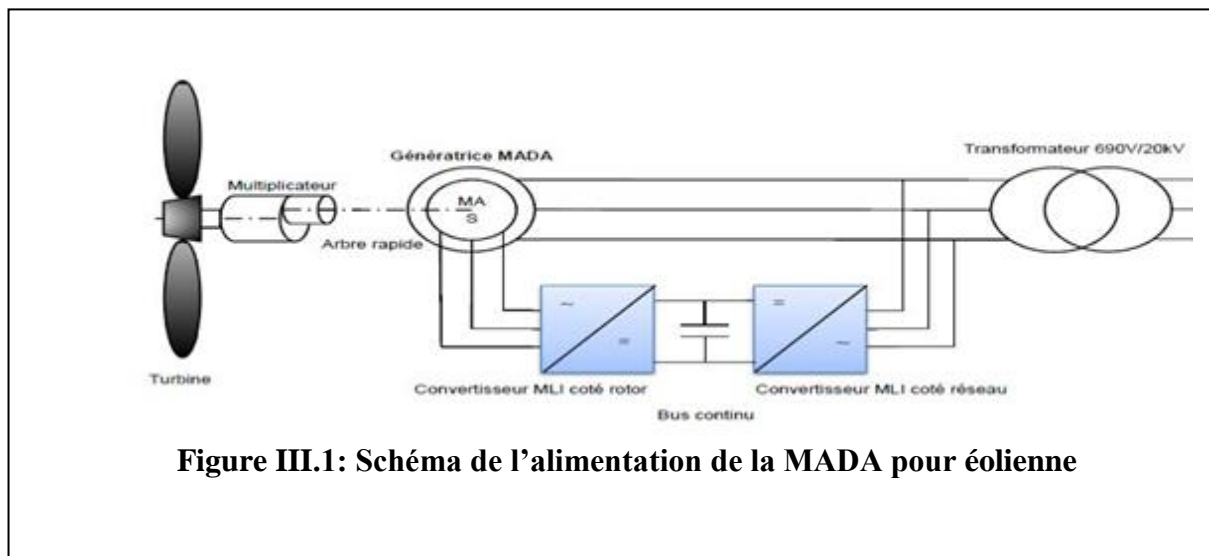 Génératrice MADA
Transformateur 690V/20kV
Multiplicateur
MA
S
Arbre rapide
~
=
=
~
Turbine
Convertisseur MLI coté rotor
Convertisseur MLI coté réseau
Bus continu
Figure III.1: Schéma de l’alimentation de la MADA pour éolienne